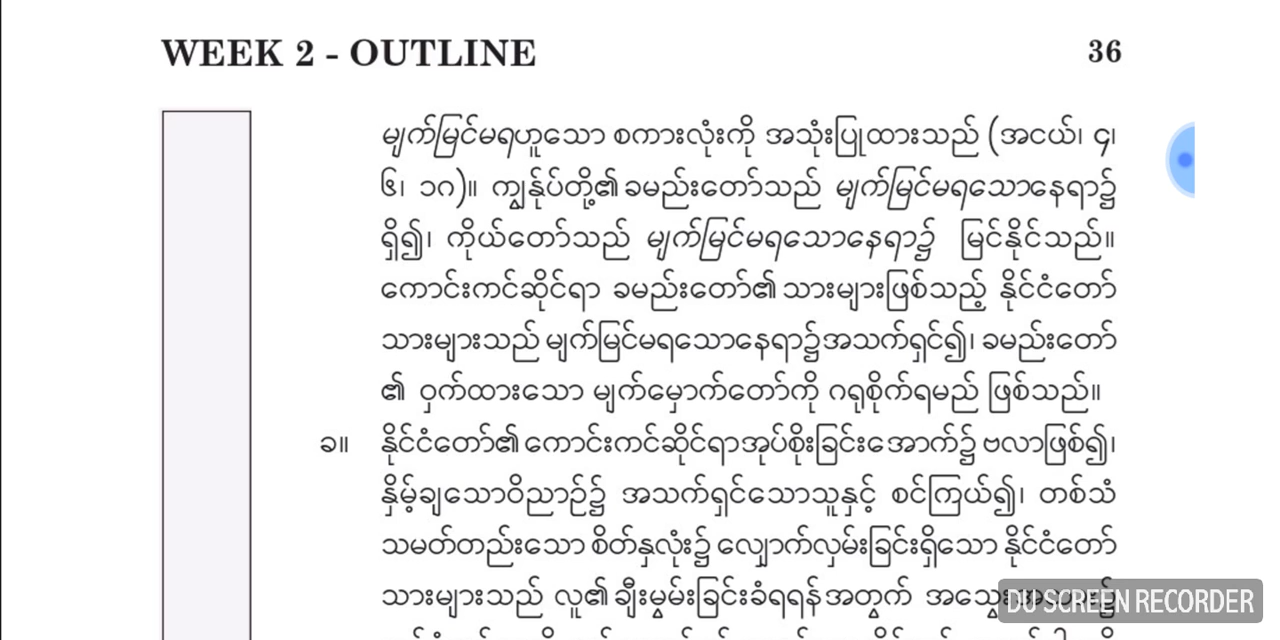 WEEK 2 - OUTLINE 36
မျက်မြင်မရဟူသော စကားလုံးကို အသုံးပြုထားသည် (အငယ်၊ ၄၊
၆၊ ၁၈)။ ကျွန်ုပ်တို့၏ ခမည်းတော်သည် မျက်မြင်မရသောနေရာ၌
ရှိ၍၊ ကိုယ်တော်သည် မျက်မြင်မရသောနေရာ၌ မြင်နိုင်သည်။
ကောင်းကင်ဆိုင်ရာ ခမည်းတော်၏ သားများဖြစ်သည့် နိုင်ငံတော်
သားများသည် မျက်မြင်မရသောနေရာ၌အသက်ရှင်၍၊ ခမည်းတော်
၏ ဝှက်ထားသော မျက်မှောက်တော်ကို ဂရုစိုက်ရမည် ဖြစ်သည်။
ခ။ နိုင်ငံတော်၏ ကောင်းကင်ဆိုင်ရာအုပ်စိုးခြင်းအောက်၌ ဗလာဖြစ်၍၊
နှိမ့်ချသောဝိညာဉ်၌ အသက်ရှင်သောသူနှင့် စင်ကြယ်၍၊ တစ်သံ
သမတ်တည်းသော စိတ်နှလုံး၌ လျှောက်လှမ်းခြင်းရှိသော နိုင်ငံတော်
သားများသည် လူ၏ ချီးမွမ်းခြင်းခံရရန်အတွက်
DU SCREEN RECORDER